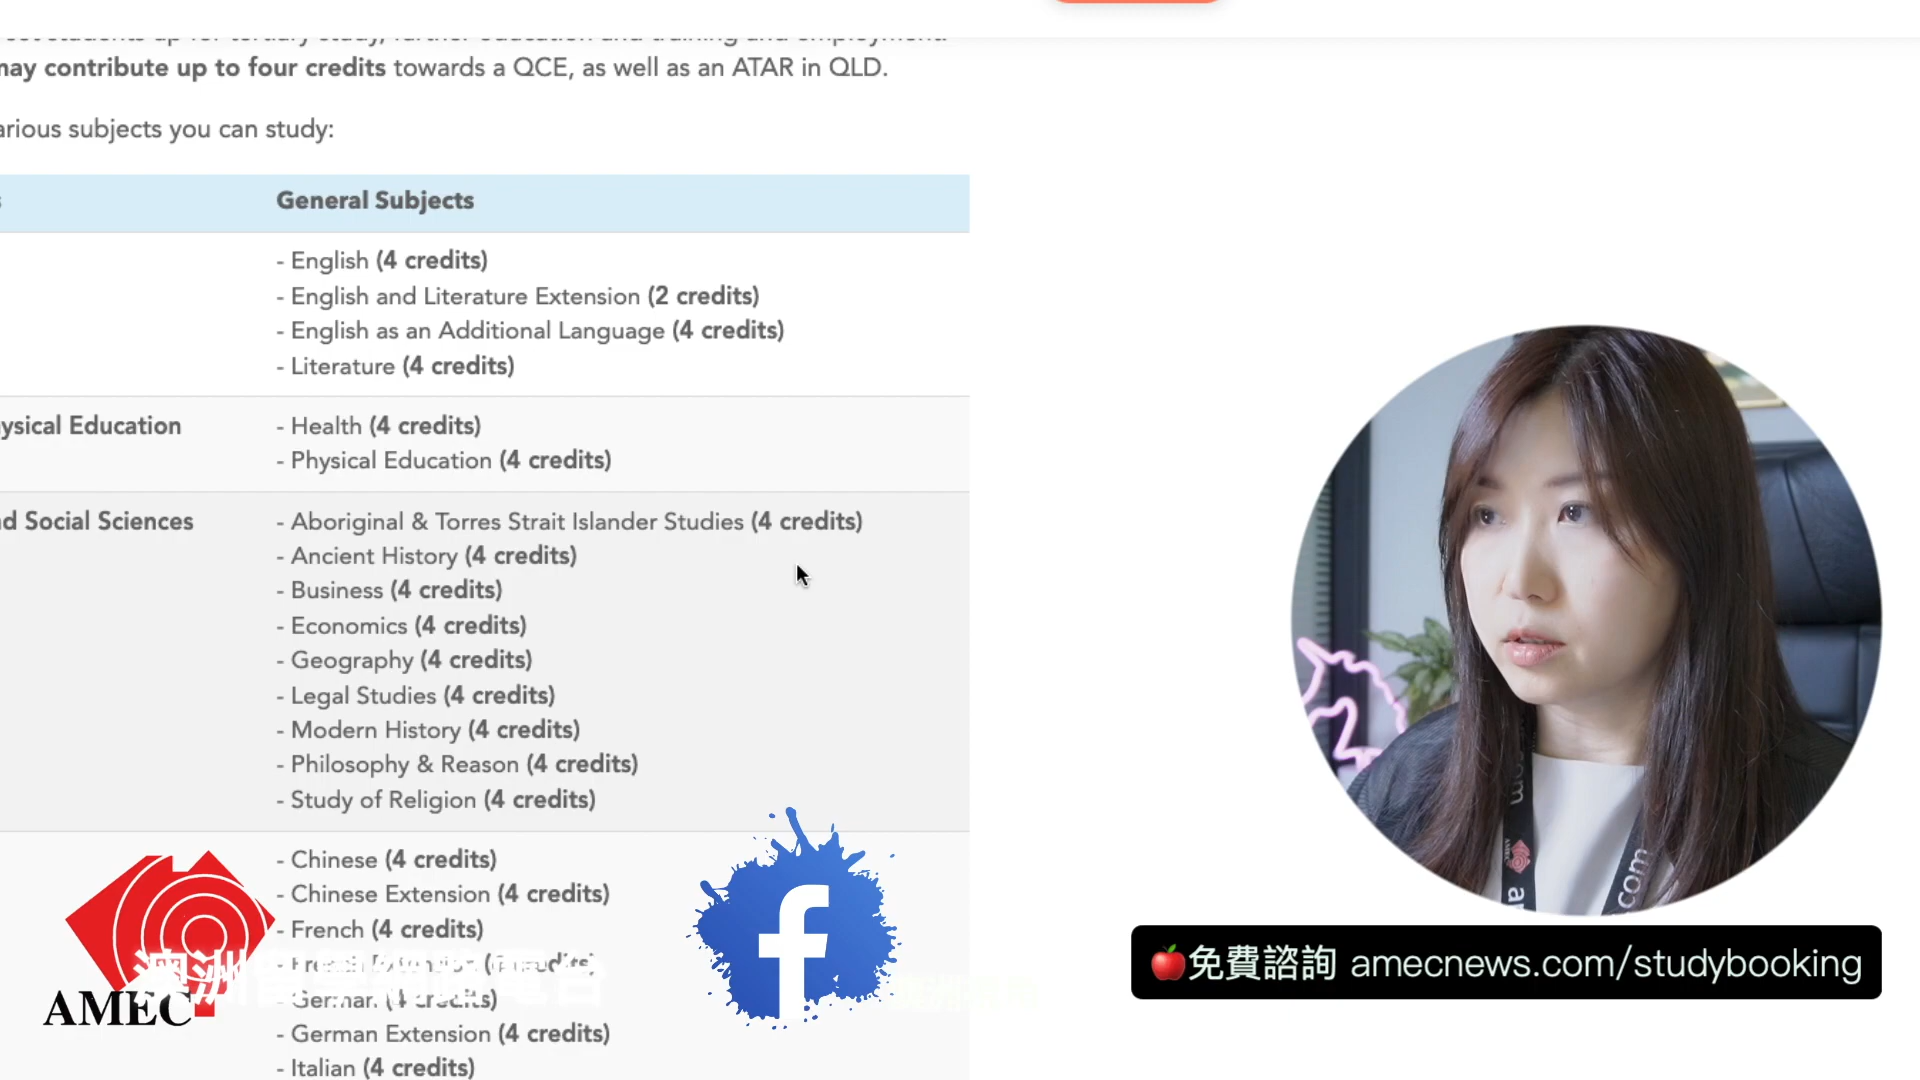 may contribute up to four credits towards a QCE, as well as an ATAR in QLD.
arious subjects you can study:
General Subjects
- English (4 credits)
- English and Literature Extension (2 credits)
- English as an Additional Language (4 credits)
- Literature (4 credits)
ysical Education
- Health (4 credits)
- Physical Education (4 credits)
d Social Sciences
- Aboriginal & Torres Strait Islander Studies (4 credits)
- Ancient History (4 credits)
- Business (4 credits)
- Economics (4 credits)
- Geography (4 credits)
- Legal Studies (4 credits)
- Modern History (4 credits)
- Philosophy & Reason (4 credits)
- Study of Religion (4 credits)
- Chinese (4 credits)
- Chinese Extension (4 credits)
- French (4 credits)
- German (4 credits)
- German Extension (4 credits)
- Italian (4 credits)
AMEC
f
com
AMEC
com
免費諮詢 amecnews.com/studybooking